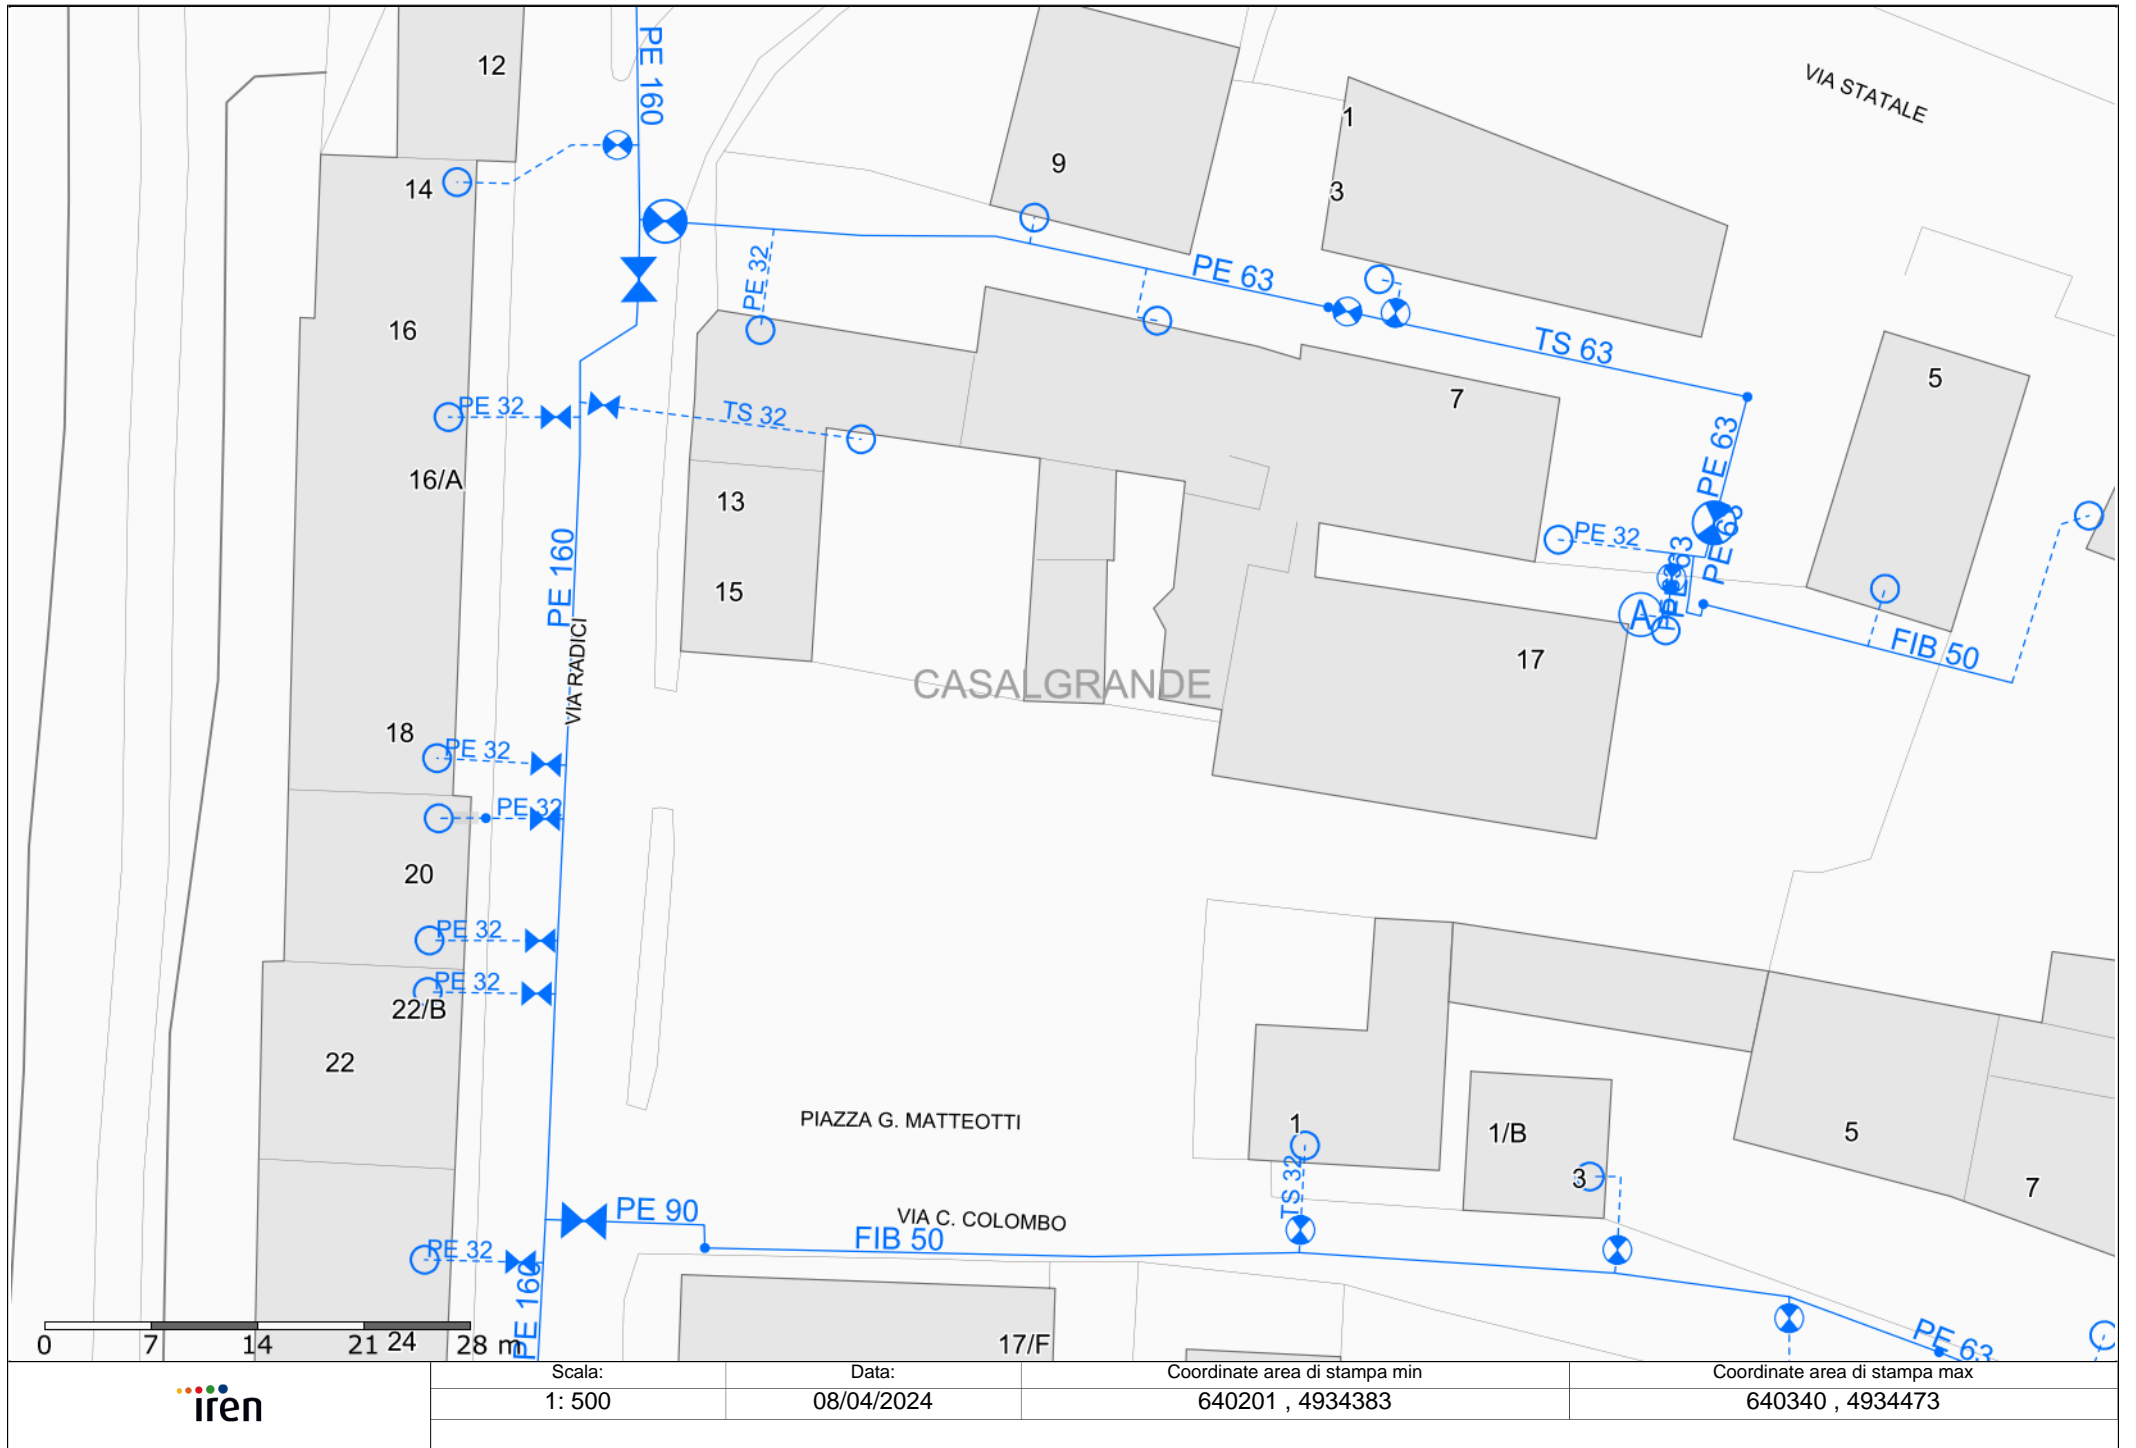 12
PE 160
VIA STATALE
1
9
14
3
PE 32
PE 63
16
TS 63
5
7
PE 32
TS 32
PE 63
16/A
13
PE 160
PE 32
PE 63
15
A
VIA RADICI
FIB 50
17
CASALGRANDE
18
PE 32
PE 32
20
PE 32
PE 32
22/B
22
PIAZZA G. MATTEOTTI
1
1/B
5
3
7
TS 32
PE 90
VIA C. COLOMBO
FIB 50
PE 32
PE 160
PE 63
17/F
0 7 14 21 24 28 m
iren
Scala: Data: Coordinate area di stampa min Coordinate area di stampa max
1: 500 08/04/2024 640201 , 4934383 640340 , 4934473